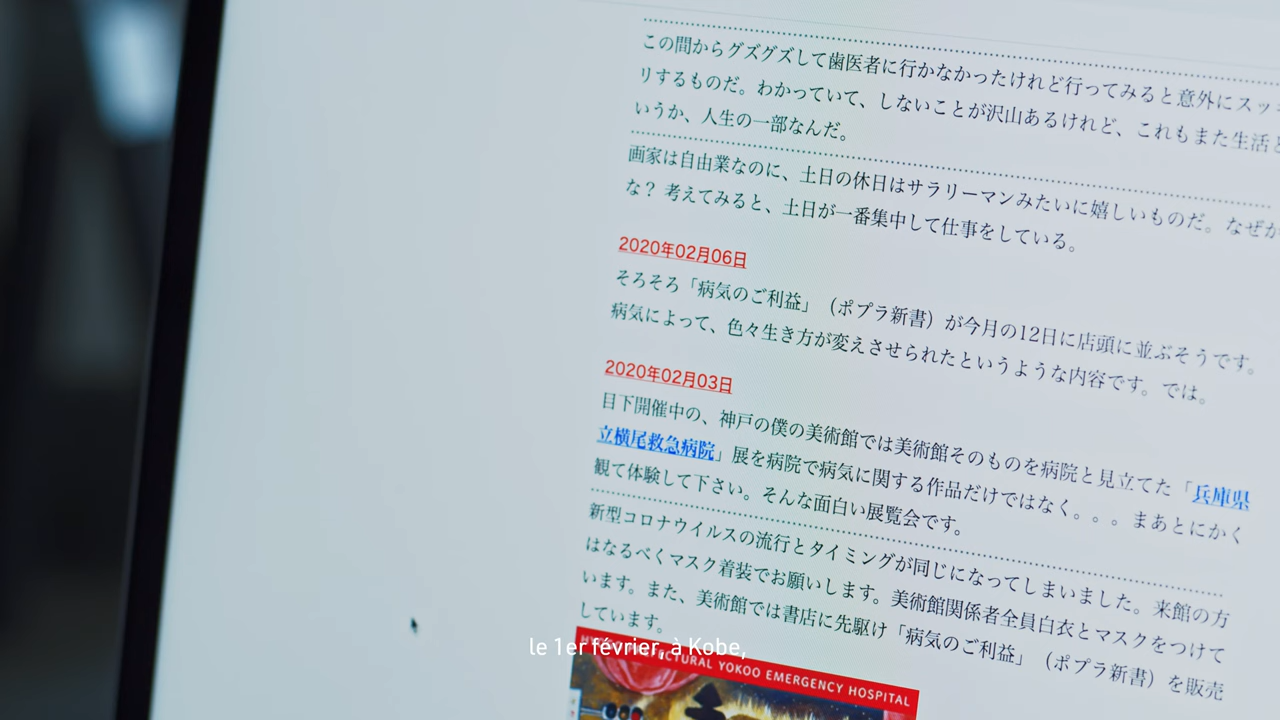 この間からグズグズして歯医者に行かなかったけれど行ってみると意外にスッキ
リするものだ。わかっていて、しないことが沢山あるけれど、これもまた生活と
いうか、人生の一部なんだ。
画家は自由業なのに、土日の休日はサラリーマンみたいに嬉しいものだ。なぜか
な？ 考えてみると、土日が一番集中して仕事をしている。
2020年02月06日
そろそろ「病気のご利益」（ポプラ新書）が今月の12日に店頭に並ぶそうです。
病気によって、色々生き方が変えさせられたというような内容です。では。
2020年02月03日
目下開催中の、神戸の僕の美術館では美術館そのものを病院と見立てた「兵庫県
立横尾救急病院」展を病院で病気に関する作品だけではなく。。。まあとにかく
観て体験して下さい。そんな面白い展覧会です。
新型コロナウイルスの流行とタイミングが同じになってしまいました。来館の方
はなるべくマスク着装でお願いします。美術館関係者全員白衣とマスクをつけて
います。また、美術館では書店に先駆け「病気のご利益」（ポプラ新書）を販売
しています。
le 1er février, à Kobe,
YOKOO EMERGENCY HOSPITAL